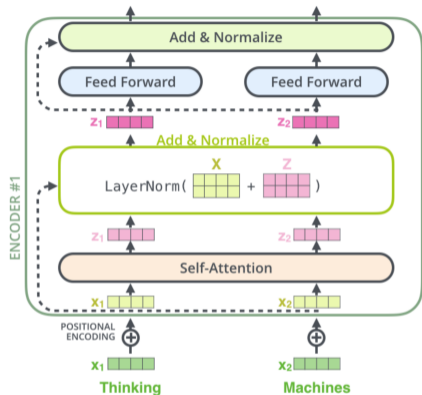 Add & Normalize
Feed Forward
Feed Forward
z1
z2
Add & Normalize
X
Z
LayerNorm( + )
ENCODER #1
z1
z2
Self-Attention
x1
x2
POSITIONAL
ENCODING
x1
x2
Thinking
Machines